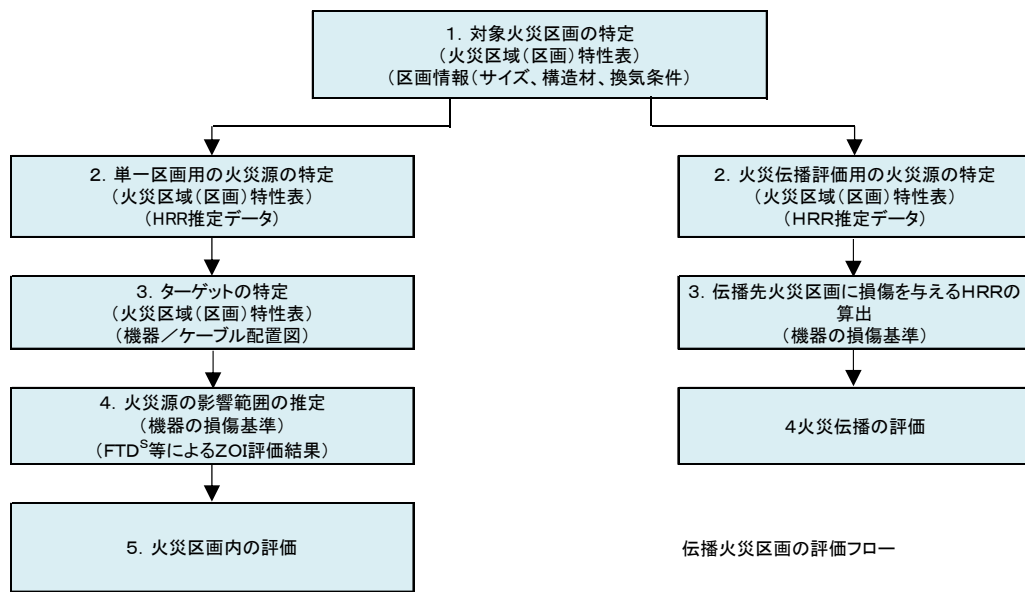 1. 対象火災区画の特定
(火災区域(区画)特性表)
(区画情報(サイズ、構造材、換気条件)
2. 単一区画用の火災源の特定
(火災区域(区画)特性表)
(HRR推定データ)
3. ターゲットの特定
(火災区域(区画)特性表)
(機器/ケーブル配置図)
4. 火災源の影響範囲の推定
(機器の損傷基準)
(FTDS等によるZOI評価結果)
5. 火災区画内の評価
2. 火災伝播評価用の火災源の特定
(火災区域(区画)特性表)
(HRR推定データ)
3. 伝播先火災区画に損傷を与えるHRRの
算出
(機器の損傷基準)
4火災伝播の評価
伝播火災区画の評価フロー